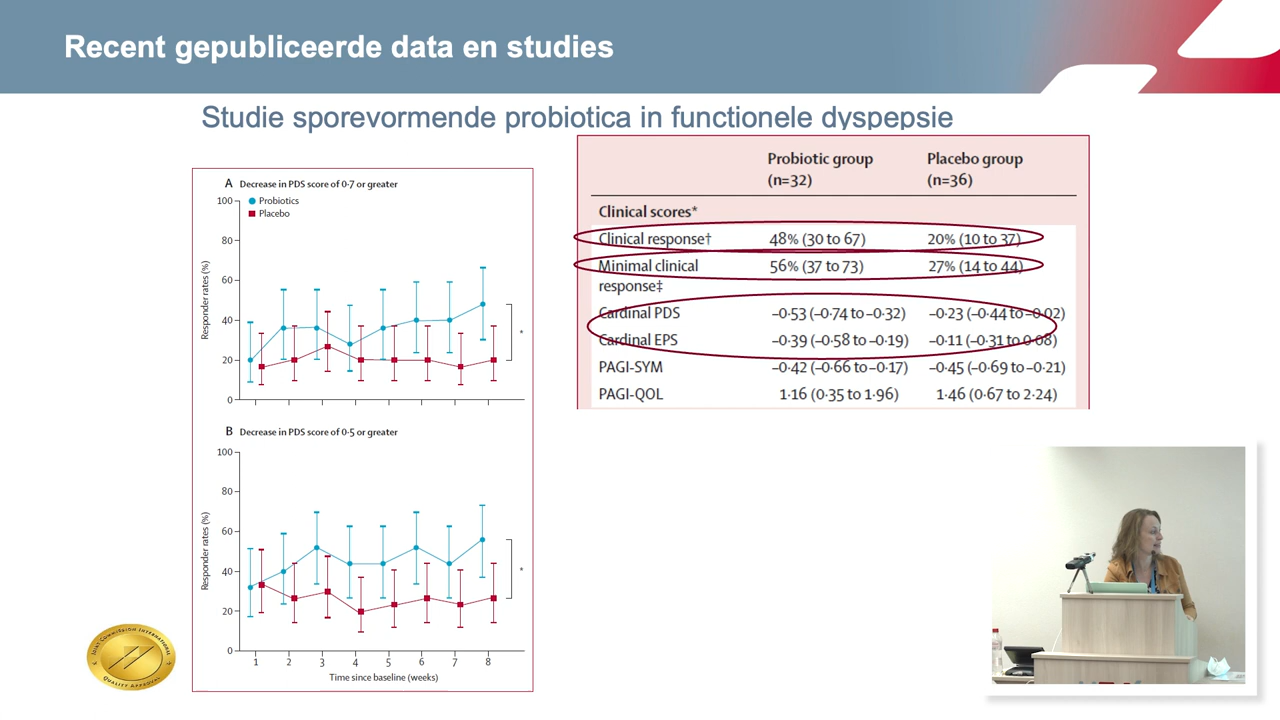 Recent gepubliceerde data en studies
Studie sporevormende probiotica in functionele dyspepsie
A Decrease in PDS score of 0·7 or greater
Probiotics
Placebo
Responder rates (%)
100
80
60
40
20
0
B Decrease in PDS score of 0·5 or greater
Responder rates (%)
100
80
60
40
20
0
1 2 3 4 5 6 7 8
Time since baseline (weeks)
*
*
Probiotic group Placebo group
(n=32) (n=36)
Clinical scores*
Clinical response† 48% (30 to 67) 20% (10 to 37)
Minimal clinical 56% (37 to 73) 27% (14 to 44)
response‡
Cardinal PDS –0·53 (–0·74 to –0·32) –0·23 (–0·44 to –0·02)
Cardinal EPS –0·39 (–0·58 to –0·19) –0·11 (–0·31 to 0·08)
PAGI-SYM –0·42 (–0·66 to –0·17) –0·45 (–0·69 to –0·21)
PAGI-QOL 1·16 (0·35 to 1·96) 1·46 (0·67 to 2·24)
Joint Commission International
Quality Approval